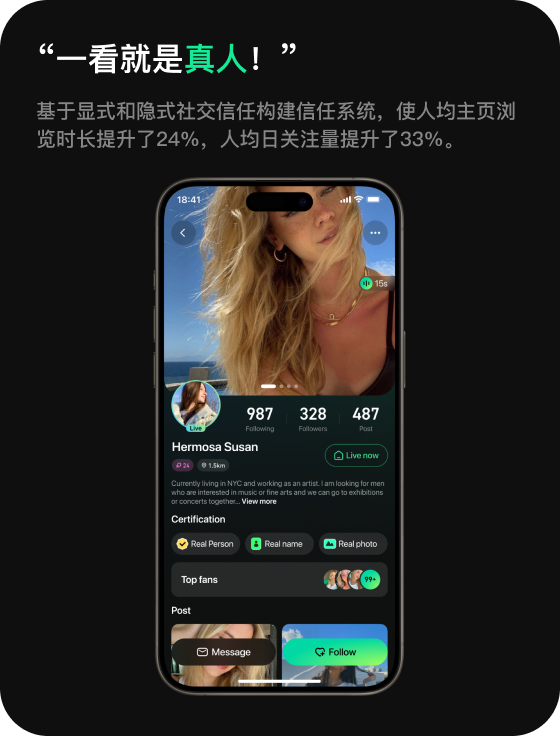 “一看就是真人！”
基于显式和隐式社交信任构建信任系统，使人均主页浏
览时长提升了24%，人均日关注量提升了33%。
18:41
15s
987 328 487
Following Followers Post
Live
Hermosa Susan
Live now
24 1.5km
Currently living in NYC and working as an artist. I am looking for men
who are interested in music or fine arts and we can go to exhibitions
or concerts together... View more
Certification
Real Person Real name Real photo
Top fans 99+
Post
Message Follow